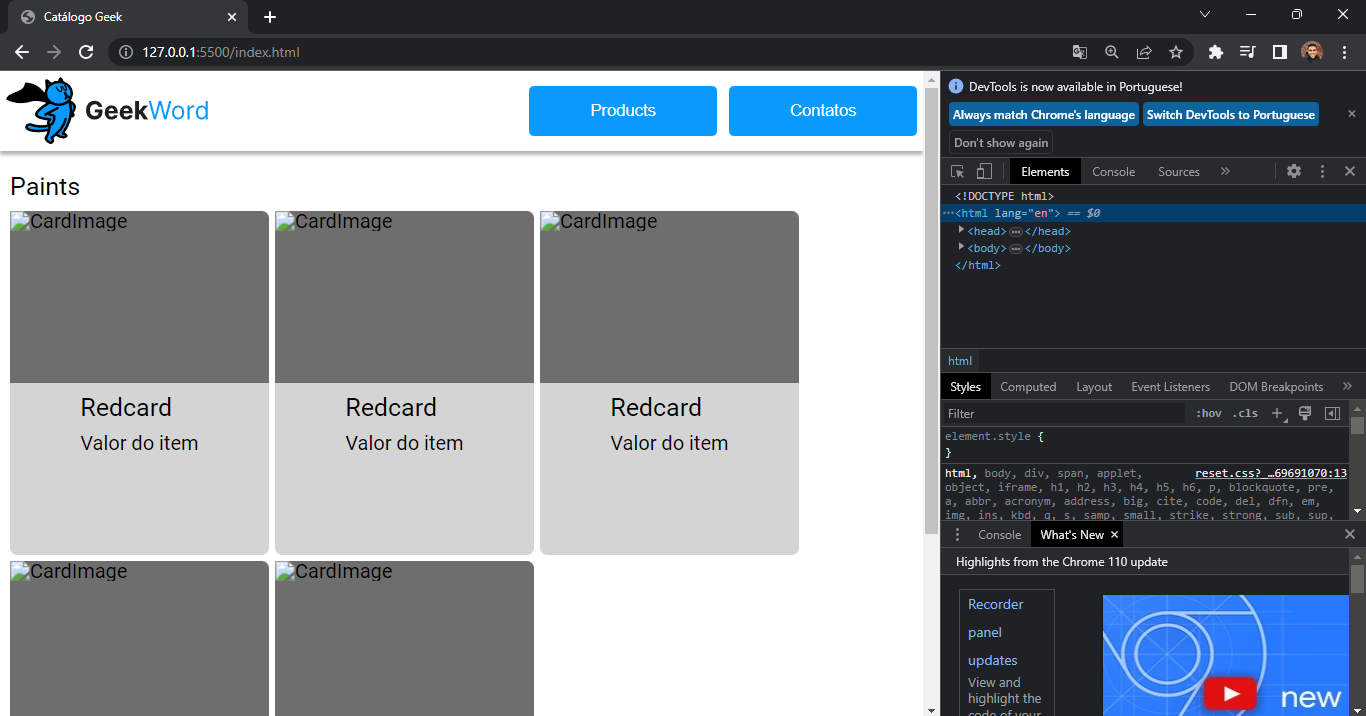 Catálogo Geek
127.0.0.1:5500/index.html
GeekWord
Products
Contatos
Paints
CardImage
CardImage
CardImage
Redcard
Redcard
Redcard
Valor do item
Valor do item
Valor do item
CardImage
CardImage
DevTools is now available in Portuguese!
Always match Chrome's language
Switch DevTools to Portuguese
Don't show again
Elements
Console
Sources
<!DOCTYPE html>
<html lang="en"> == $0
<head> </head>
<body> </body>
</html>
html
Styles
Computed
Layout
Event Listeners
DOM Breakpoints
Filter
:hov
.cls
element.style {
}
html, body, div, span, applet,
reset.css?_…69691070:13
object, iframe, h1, h2, h3, h4, h5, h6, p, blockquote, pre,
a, abbr, acronym, address, big, cite, code, del, dfn, em,
img, ins, kbd, q, s, samp, small, strike, strong, sub, sup,
Console
What's New
Highlights from the Chrome 110 update
Recorder
panel
updates
View and
highlight the
code of your
new